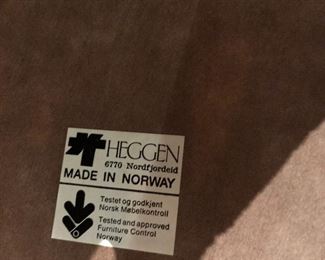 HEGGEN
6770 Nordfjordeid
MADE IN NORWAY
Testet og godkjent
Norsk Møbelkontroll
Tested and approved
Furniture Control
Norway